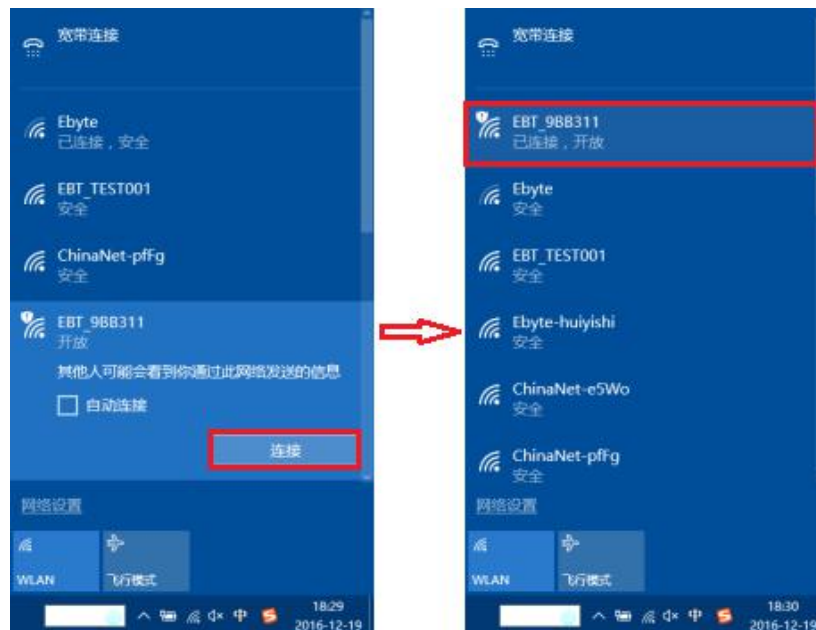 宽带连接
Ebyte
已连接，安全
EBT_TEST001
安全
ChinaNet-pfFg
安全
EBT_9BB311
开放
其他人可能会看到你通过此网络发送的信息
自动连接
连接
网络设置
WLAN
飞行模式
中
18:29
2016-12-19
宽带连接
EBT_9BB311
已连接，开放
Ebyte
安全
EBT_TEST001
安全
Ebyte-huiyishi
安全
ChinaNet-e5Wo
安全
ChinaNet-pfFg
安全
网络设置
WLAN
飞行模式
中
18:30
2016-12-19